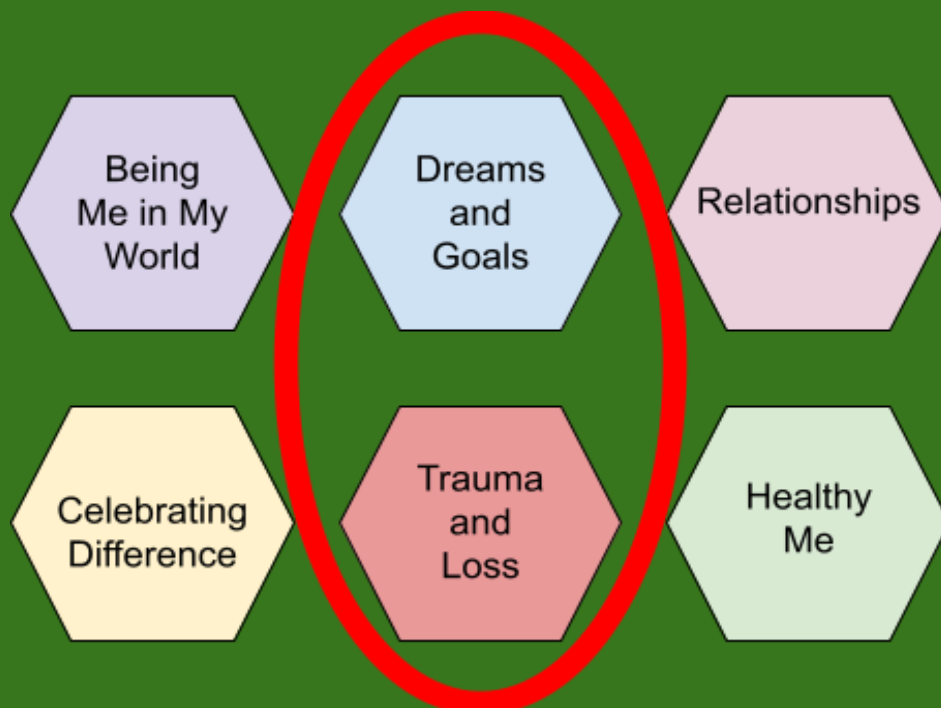 Being
Me in My
World
Dreams
and
Goals
Relationships
Celebrating
Difference
Trauma
and
Loss
Healthy
Me